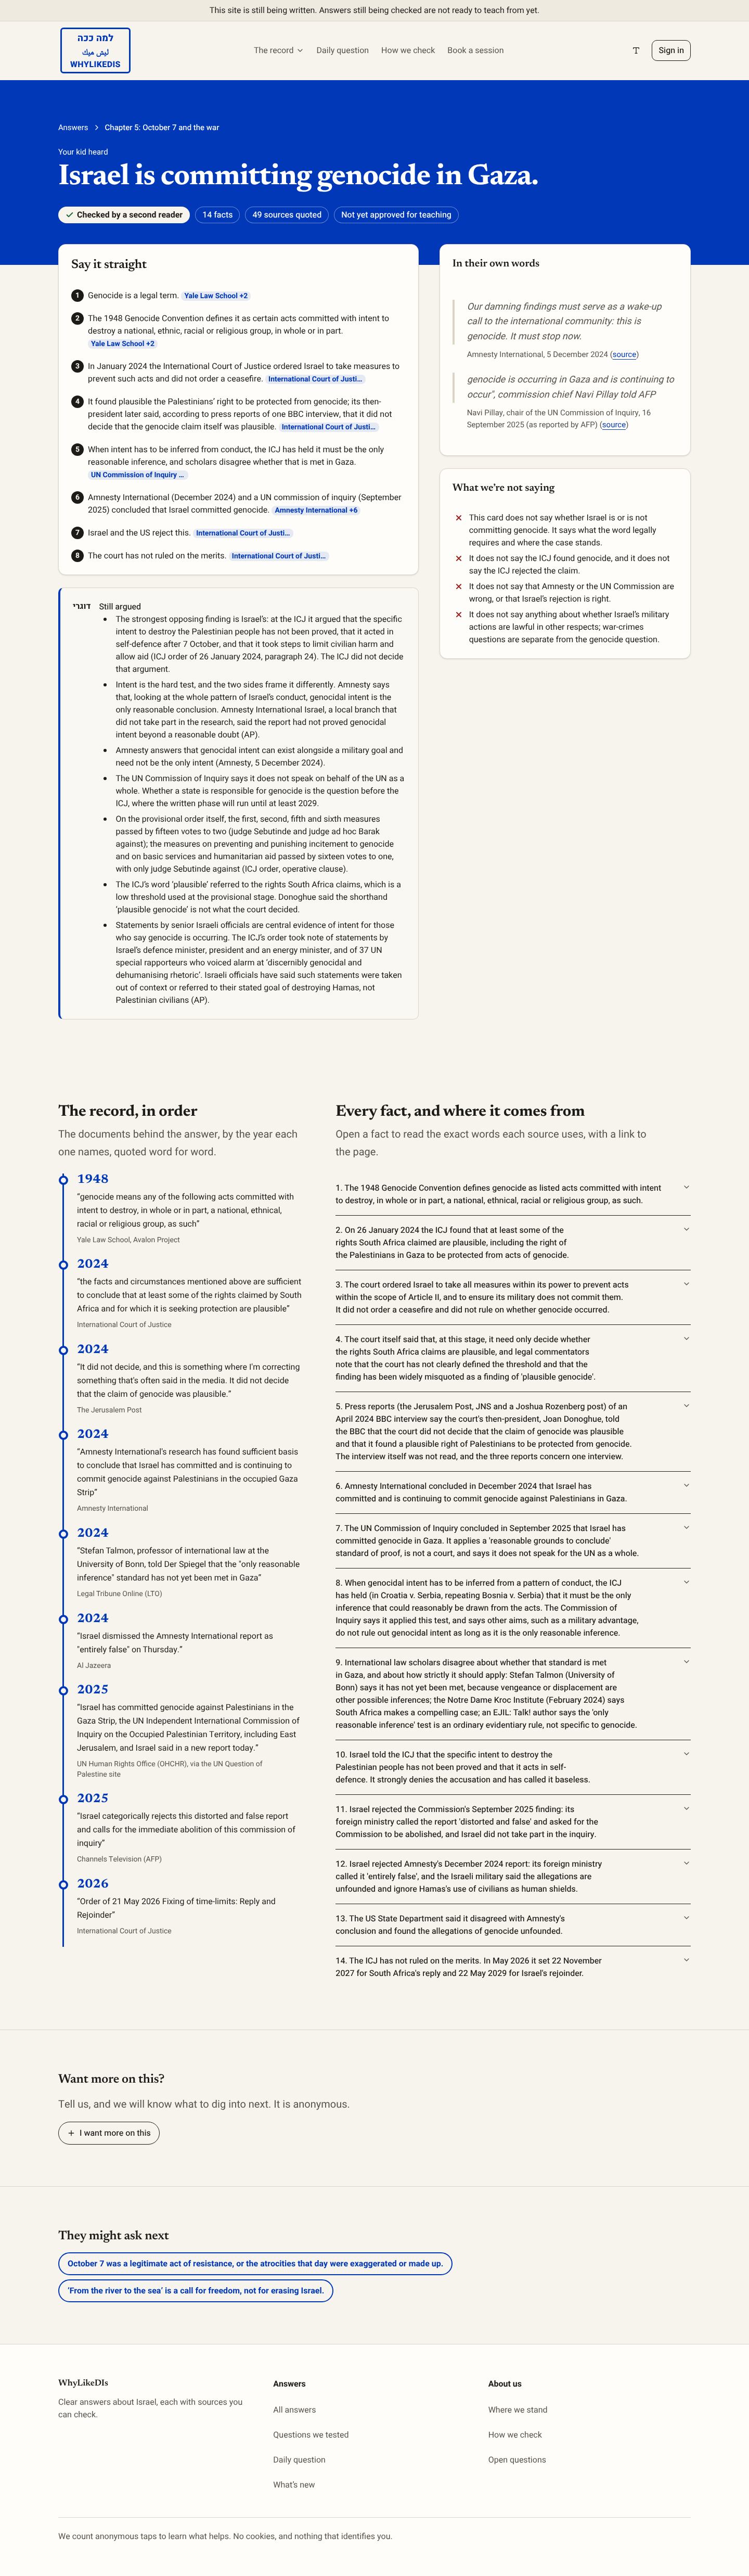 This site is still being written. Answers still being checked are not ready to teach from yet.
למה ככה
ليش هيك
WHYLIKEDIS
The record
Daily question
How we check
Book a session
T
Sign in
Answers > Chapter 5: October 7 and the war
Your kid heard
Israel is committing genocide in Gaza.
Checked by a second reader
14 facts
49 sources quoted
Not yet approved for teaching
Say it straight
1 Genocide is a legal term. Yale Law School +2
2 The 1948 Genocide Convention defines it as certain acts committed with intent to
destroy a national, ethnic, racial or religious group, in whole or in part.
Yale Law School +2
3 In January 2024 the International Court of Justice ordered Israel to take measures to
prevent such acts and did not order a ceasefire. International Court of Justi...
4 It found plausible the Palestinians’ right to be protected from genocide; its then-
president later said, according to press reports of one BBC interview, that it did not
decide that the genocide claim itself was plausible. International Court of Justi...
5 When intent has to be inferred from conduct, the ICJ has held it must be the only
reasonable inference, and scholars disagree whether that is met in Gaza.
UN Commission of Inquiry ...
6 Amnesty International (December 2024) and a UN commission of inquiry (September
2025) concluded that Israel committed genocide. Amnesty International +6
7 Israel and the US reject this. International Court of Justi...
8 The court has not ruled on the merits. International Court of Justi...
דוגרי
Still argued
The strongest opposing finding is Israel’s: at the ICJ it argued that the specific
intent to destroy the Palestinian people has not been proved, that it acted in
self-defence after 7 October, and that it took steps to limit civilian harm and
allow aid (ICJ order of 26 January 2024, paragraph 24). The ICJ did not decide
that argument.
Intent is the hard test, and the two sides frame it differently. Amnesty says
that, looking at the whole pattern of Israel’s conduct, genocidal intent is the
only reasonable conclusion. Amnesty International Israel, a local branch that
did not take part in the research, said the report had not proved genocidal
intent beyond a reasonable doubt (AP).
Amnesty answers that genocidal intent can exist alongside a military goal and
need not be the only intent (Amnesty, 5 December 2024).
The UN Commission of Inquiry says it does not speak on behalf of the UN as a
whole. Whether a state is responsible for genocide is the question before the
ICJ, where the written phase will run until at least 2029.
On the provisional order itself, the first, second, fifth and sixth measures
passed by fifteen votes to two (judge Sebutinde and judge ad hoc Barak
against); the measures on preventing and punishing incitement to genocide
and on basic services and humanitarian aid passed by sixteen votes to one,
with only judge Sebutinde against (ICJ order, operative clause).
The ICJ’s word ‘plausible’ referred to the rights South Africa claims, which is a
low threshold used at the provisional stage. Donoghue said the shorthand
‘plausible genocide’ is not what the court decided.
Statements by senior Israeli officials are central evidence of intent for those
who say genocide is occurring. The ICJ’s order took note of statements by
Israel’s defence minister, president and an energy minister, and of 37 UN
special rapporteurs who voiced alarm at ‘discernibly genocidal and
dehumanising rhetoric’. Israeli officials have said such statements were taken
out of context or referred to their stated goal of destroying Hamas, not
Palestinian civilians (AP).
In their own words
Our damning findings must serve as a wake-up
call to the international community: this is
genocide. It must stop now.
Amnesty International, 5 December 2024 (source)
genocide is occurring in Gaza and is continuing to
occur", commission chief Navi Pillay told AFP
Navi Pillay, chair of the UN Commission of Inquiry, 16
September 2025 (as reported by AFP) (source)
What we’re not saying
This card does not say whether Israel is or is not
committing genocide. It says what the word legally
requires and where the case stands.
It does not say the ICJ found genocide, and it does not
say the ICJ rejected the claim.
It does not say that Amnesty or the UN Commission are
wrong, or that Israel’s rejection is right.
It does not say anything about whether Israel’s military
actions are lawful in other respects; war-crimes
questions are separate from the genocide question.
The record, in order
The documents behind the answer, by the year each
one names, quoted word for word.
1948
“genocide means any of the following acts committed with
intent to destroy, in whole or in part, a national, ethnical,
racial or religious group, as such”
Yale Law School, Avalon Project
2024
“the facts and circumstances mentioned above are sufficient
to conclude that at least some of the rights claimed by South
Africa and for which it is seeking protection are plausible”
International Court of Justice
2024
“It did not decide, and this is something where I'm correcting
something that's often said in the media. It did not decide
that the claim of genocide was plausible.”
The Jerusalem Post
2024
“Amnesty International's research has found sufficient basis
to conclude that Israel has committed and is continuing to
commit genocide against Palestinians in the occupied Gaza
Strip”
Amnesty International
2024
“Stefan Talmon, professor of international law at the
University of Bonn, told Der Spiegel that the "only reasonable
inference" standard has not yet been met in Gaza”
Legal Tribune Online (LTO)
2024
“Israel dismissed the Amnesty International report as
"entirely false" on Thursday.”
Al Jazeera
2025
“Israel has committed genocide against Palestinians in the
Gaza Strip, the UN Independent International Commission of
Inquiry on the Occupied Palestinian Territory, including East
Jerusalem, and Israel said in a new report today.”
UN Human Rights Office (OHCHR), via the UN Question of
Palestine site
2025
“Israel categorically rejects this distorted and false report
and calls for the immediate abolition of this commission of
inquiry”
Channels Television (AFP)
2026
“Order of 21 May 2026 Fixing of time-limits: Reply and
Rejoinder”
International Court of Justice
Every fact, and where it comes from
Open a fact to read the exact words each source uses, with a link to
the page.
1. The 1948 Genocide Convention defines genocide as listed acts committed with intent
to destroy, in whole or in part, a national, ethnical, racial or religious group, as such.
2. On 26 January 2024 the ICJ found that at least some of the
rights South Africa claimed are plausible, including the right of
the Palestinians in Gaza to be protected from acts of genocide.
3. The court ordered Israel to take all measures within its power to prevent acts
within the scope of Article II, and to ensure its military does not commit them.
It did not order a ceasefire and did not rule on whether genocide occurred.
4. The court itself said that, at this stage, it need only decide whether
the rights South Africa claims are plausible, and legal commentators
note that the court has not clearly defined the threshold and that the
finding has been widely misquoted as a finding of 'plausible genocide'.
5. Press reports (the Jerusalem Post, JNS and a Joshua Rozenberg post) of an
April 2024 BBC interview say the court's then-president, Joan Donoghue, told
the BBC that the court did not decide that the claim of genocide was plausible
and that it found a plausible right of Palestinians to be protected from genocide.
The interview itself was not read, and the three reports concern one interview.
6. Amnesty International concluded in December 2024 that Israel has
committed and is continuing to commit genocide against Palestinians in Gaza.
7. The UN Commission of Inquiry concluded in September 2025 that Israel has
committed genocide in Gaza. It applies a 'reasonable grounds to conclude'
standard of proof, is not a court, and says it does not speak for the UN as a whole.
8. When genocidal intent has to be inferred from a pattern of conduct, the ICJ
has held (in Croatia v. Serbia, repeating Bosnia v. Serbia) that it must be the only
inference that could reasonably be drawn from the acts. The Commission of
Inquiry says it applied this test, and says other aims, such as a military advantage,
do not rule out genocidal intent as long as it is the only reasonable inference.
9. International law scholars disagree about whether that standard is met
in Gaza, and about how strictly it should apply: Stefan Talmon (University of
Bonn) says it has not yet been met, because vengeance or displacement are
other possible inferences; the Notre Dame Kroc Institute (February 2024) says
South Africa makes a compelling case; an EJIL: Talk! author says the 'only
reasonable inference' test is an ordinary evidentiary rule, not specific to genocide.
10. Israel told the ICJ that the specific intent to destroy the
Palestinian people has not been proved and that it acts in self-
defence. It strongly denies the accusation and has called it baseless.
11. Israel rejected the Commission's September 2025 finding: its
foreign ministry called the report 'distorted and false' and asked for the
Commission to be abolished, and Israel did not take part in the inquiry.
12. Israel rejected Amnesty's December 2024 report: its foreign ministry
called it 'entirely false', and the Israeli military said the allegations are
unfounded and ignore Hamas's use of civilians as human shields.
13. The US State Department said it disagreed with Amnesty's
conclusion and found the allegations of genocide unfounded.
14. The ICJ has not ruled on the merits. In May 2026 it set 22 November
2027 for South Africa's reply and 22 May 2029 for Israel's rejoinder.
Want more on this?
Tell us, and we will know what to dig into next. It is anonymous.
+ I want more on this
They might ask next
October 7 was a legitimate act of resistance, or the atrocities that day were exaggerated or made up.
‘From the river to the sea’ is a call for freedom, not for erasing Israel.
WhyLikeDIs
Clear answers about Israel, each with sources you
can check.
Answers
All answers
Questions we tested
Daily question
What’s new
About us
Where we stand
How we check
Open questions
We count anonymous taps to learn what helps. No cookies, and nothing that identifies you.